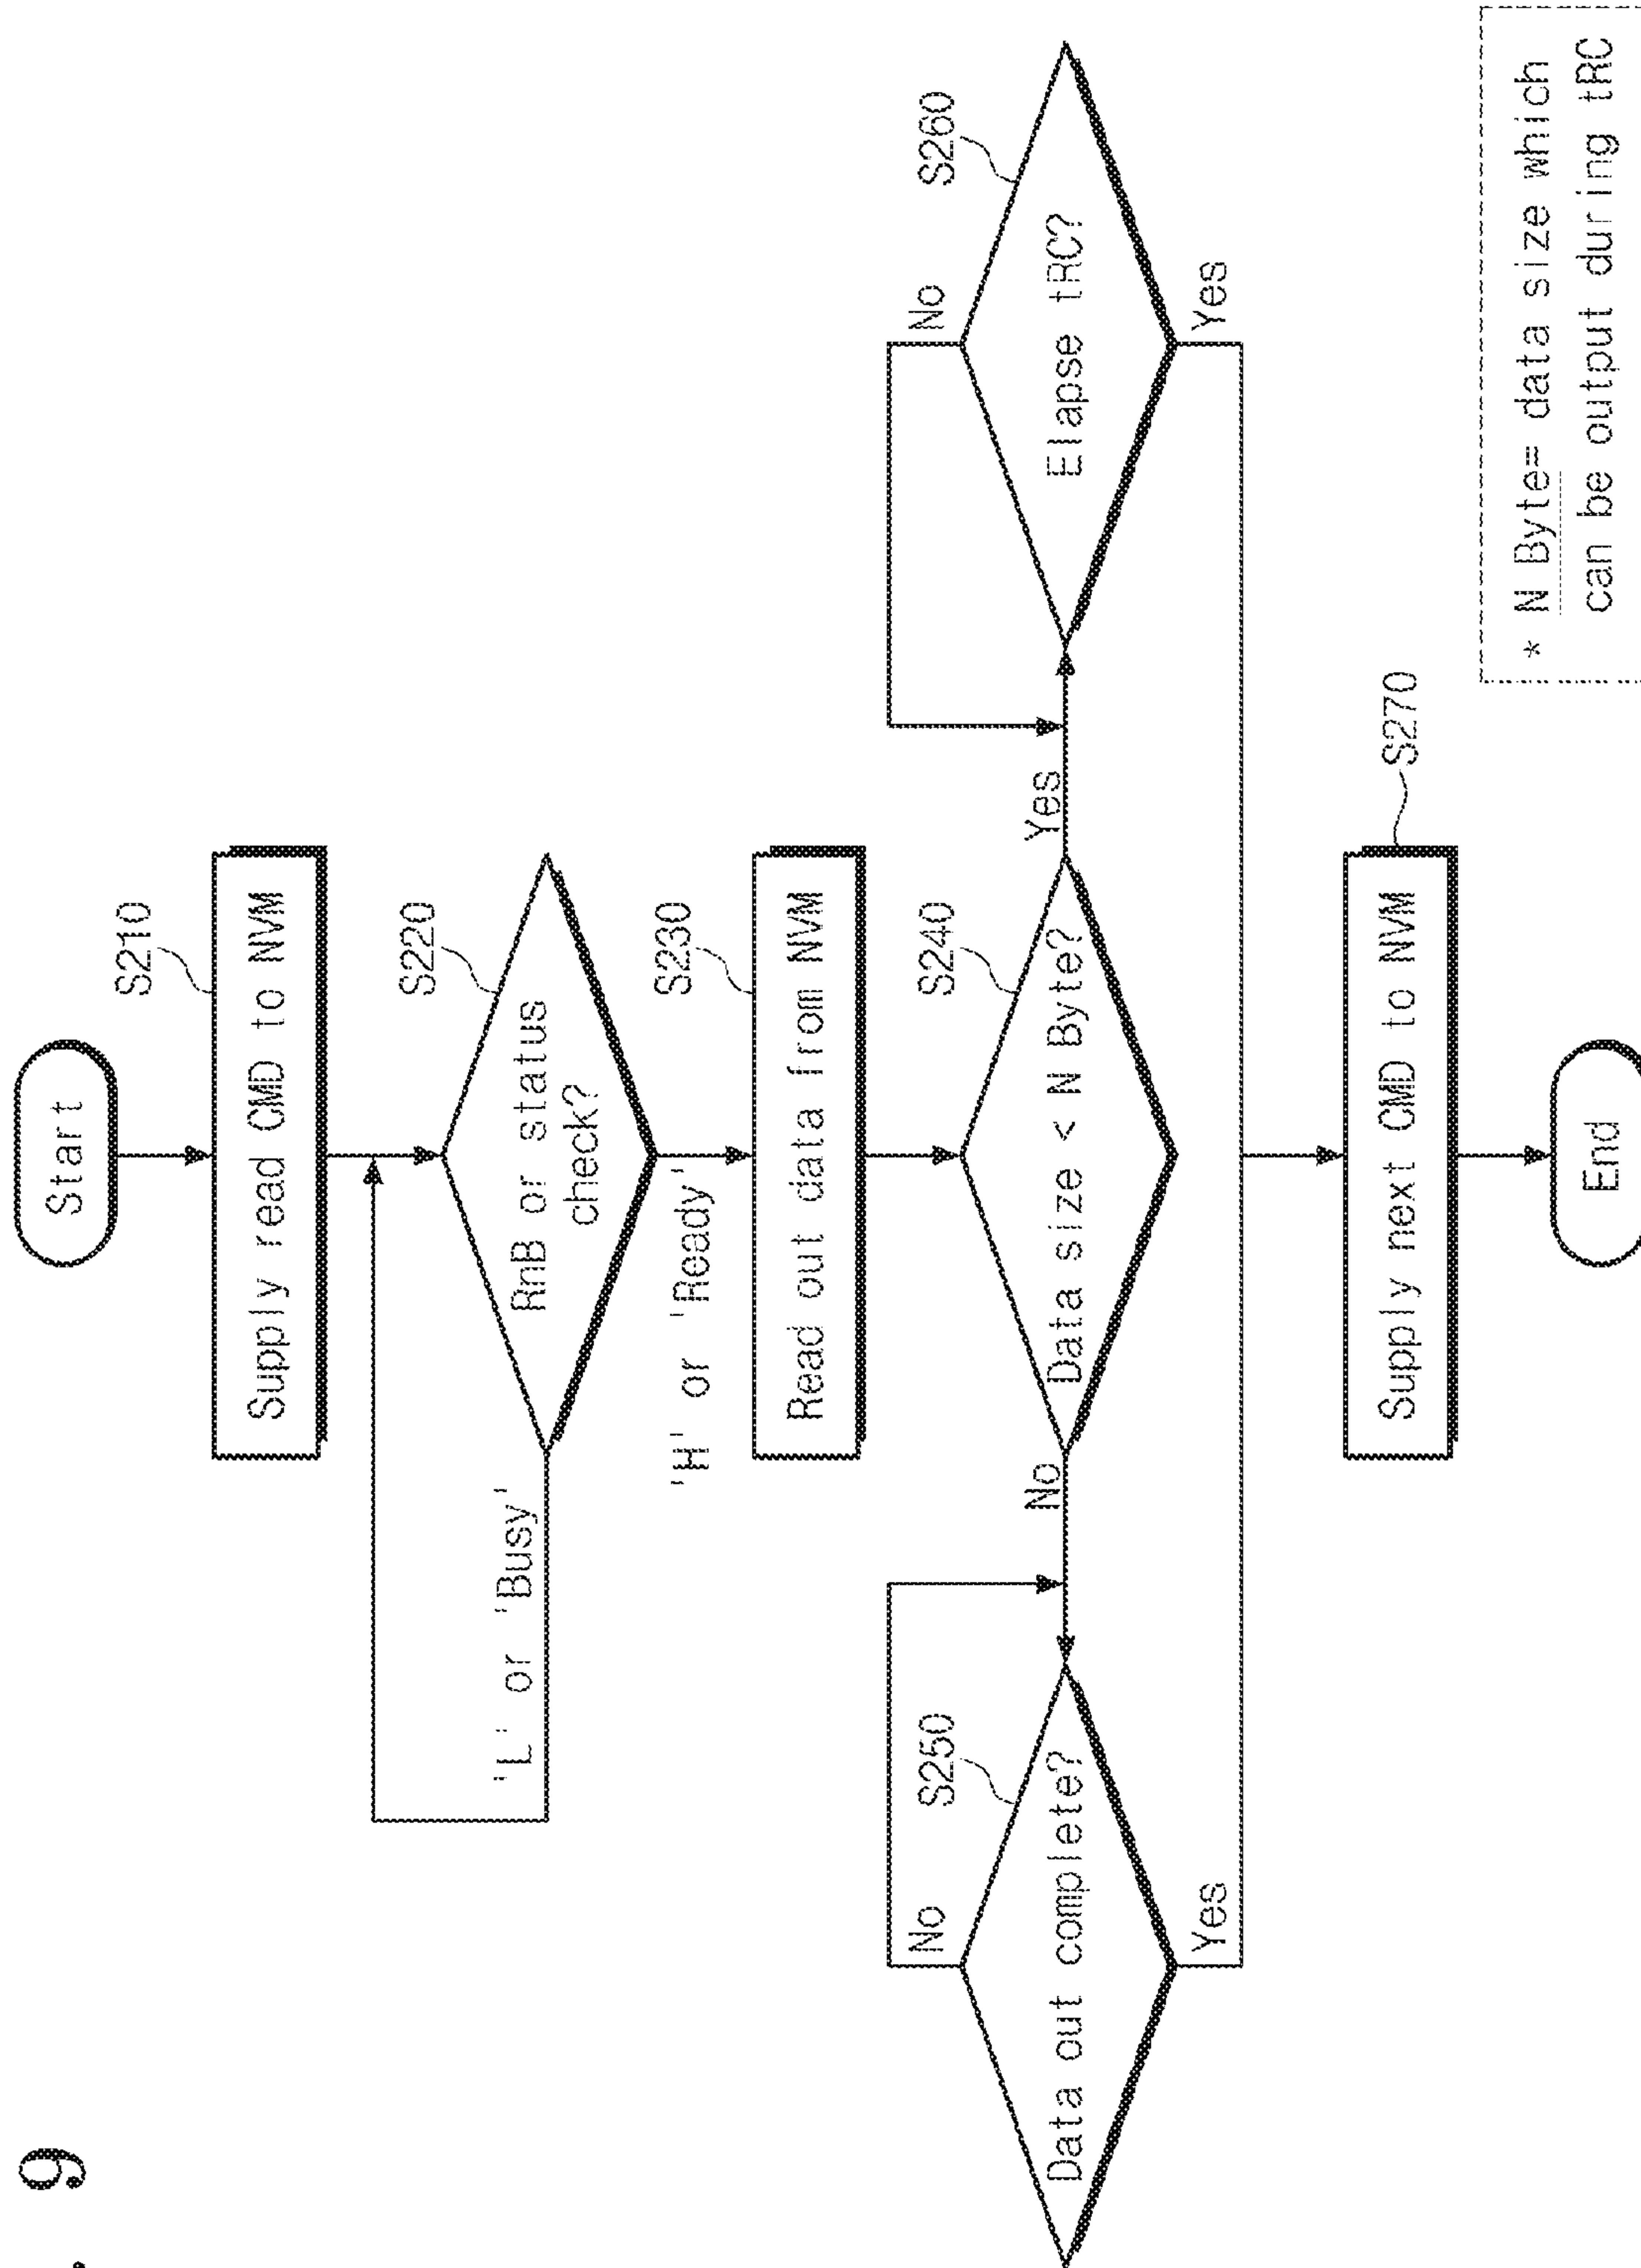 9
Start
S210
Supply read CMD to NVM
S220
RnB or status
check?
'L' or 'Busy'
'H' or 'Ready'
S230
Read out data from NVM
S240
Data size < N Byte?
No
Yes
S250
Data out complete?
No
Yes
S260
Elapse tRC?
No
Yes
S270
Supply next CMD to NVM
End
* N Byte= data size which
can be output during tRC